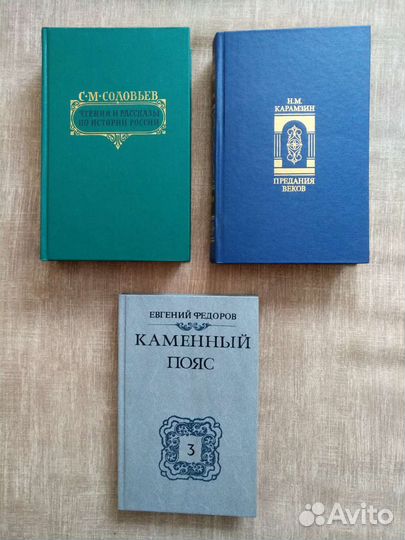 С·М·СОЛОВЬЕВ
ЧТЕНИЯ И РАССКАЗЫ
ПО ИСТОРИИ РОССИИ
Н.М.
КАРАМЗИН
ПРЕДАНИЯ
ВЕКОВ
ЕВГЕНИЙ ФЕДОРОВ
КАМЕННЫЙ
ПОЯС
3
Avito